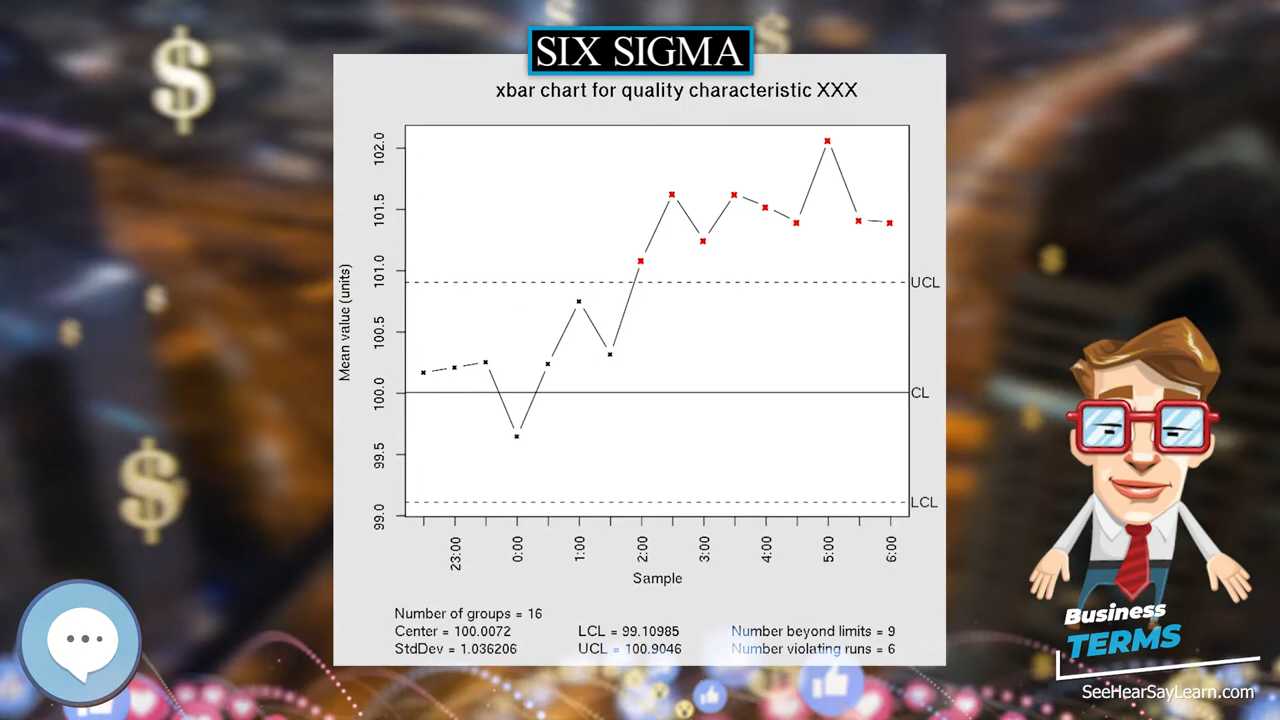 SIX SIGMA
xbar chart for quality characteristic XXX
Mean value (units)
102.0
101.5
101.0
100.5
100.0
99.5
99.0
UCL
CL
LCL
23:00 0:00 1:00 2:00 3:00 4:00 5:00 6:00
Sample
Number of groups = 16
Center = 100.0072 LCL = 99.10985 Number beyond limits = 9
StdDev = 1.036206 UCL = 100.9046 Number violating runs = 6
Business
TERMS
SeeHearSayLearn.com